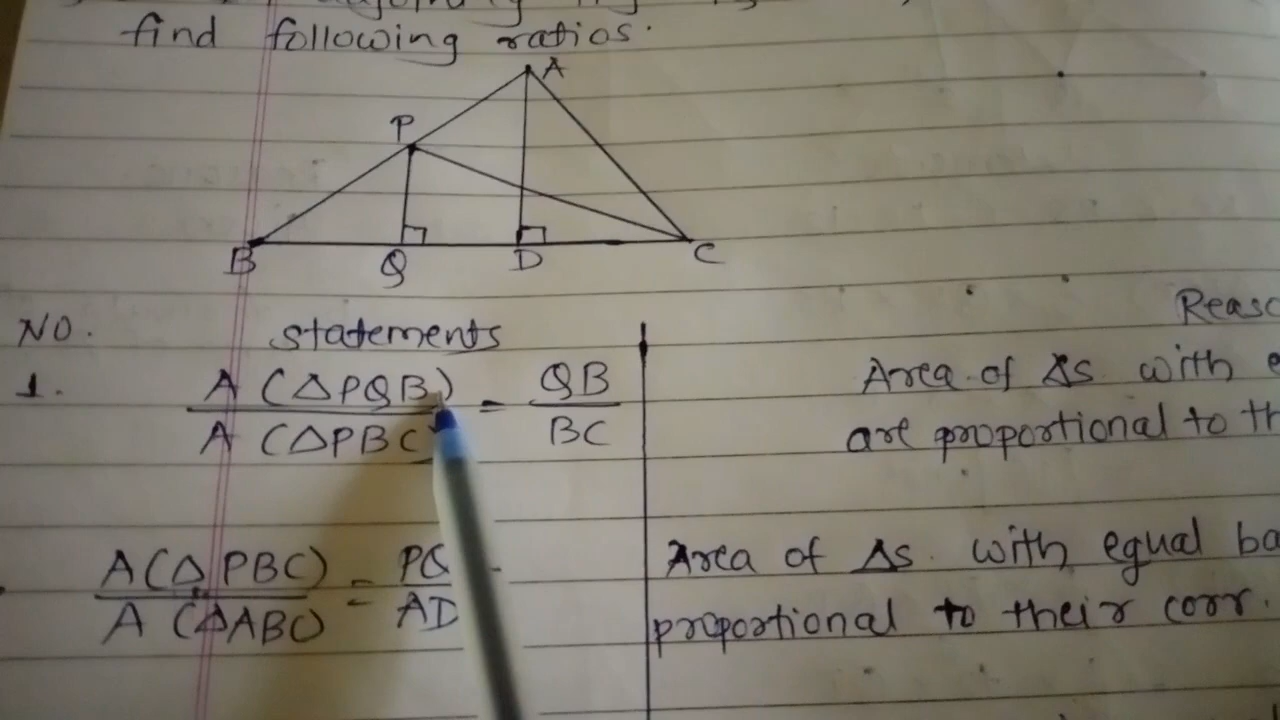 find following ratios.
A
P
B Q D C
NO. statements Reaso
1. A (△PQB) = QB Area of △s with e
A (△PBC BC are proportional to th
A(△PBC) = PQ Area of △s. with equal ba
A (△ABC) AD proportional to their corr.